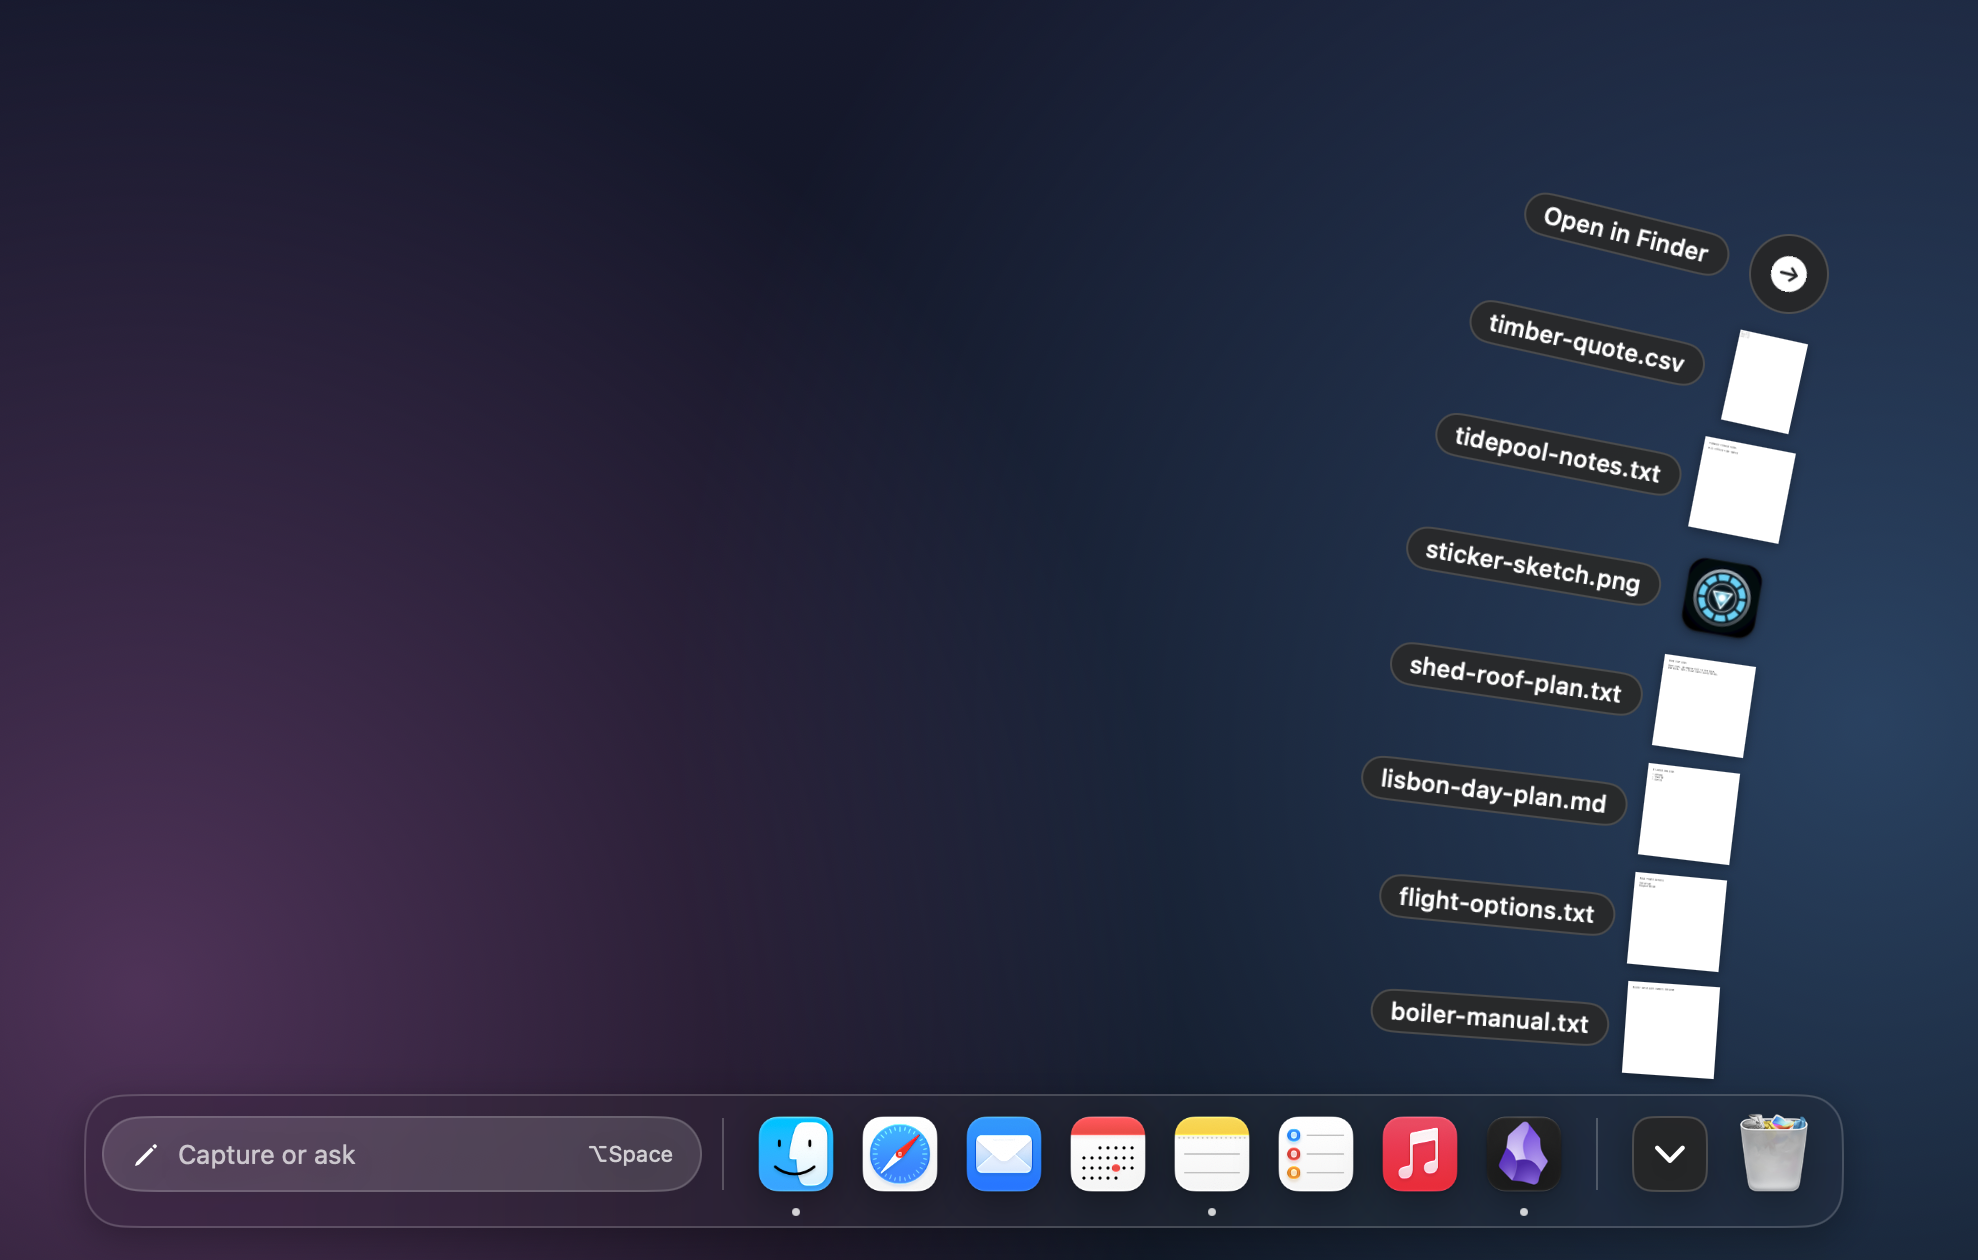 Open in Finder
timber-quote.csv
tidepool-notes.txt
sticker-sketch.png
shed-roof-plan.txt
lisbon-day-plan.md
flight-options.txt
boiler-manual.txt
Capture or ask ⌥Space